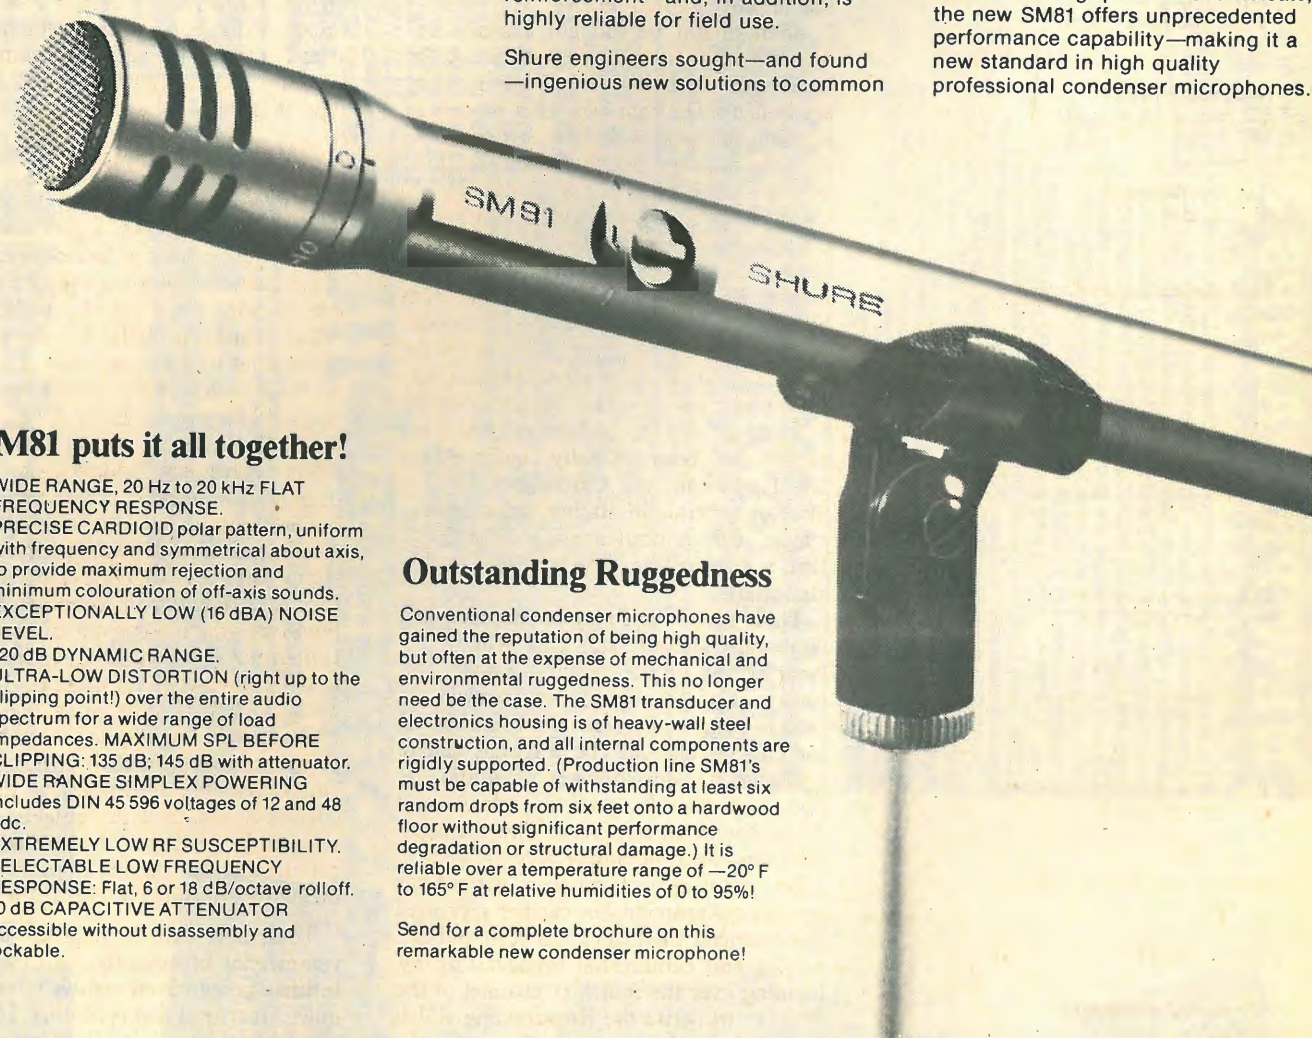 highly reliable for field use.
Shure engineers sought—and found
—ingenious new solutions to common
the new SM81 offers unprecedented
performance capability—making it a
new standard in high quality
professional condenser microphones.
SM81
SHURE
0
10
M81 puts it all together!
WIDE RANGE, 20 Hz to 20 kHz FLAT
FREQUENCY RESPONSE.
PRECISE CARDIOID polar pattern, uniform
with frequency and symmetrical about axis,
to provide maximum rejection and
minimum colouration of off-axis sounds.
EXCEPTIONALLY LOW (16 dBA) NOISE
LEVEL.
20 dB DYNAMIC RANGE.
ULTRA-LOW DISTORTION (right up to the
clipping point!) over the entire audio
spectrum for a wide range of load
impedances. MAXIMUM SPL BEFORE
CLIPPING: 135 dB; 145 dB with attenuator.
WIDE RANGE SIMPLEX POWERING
includes DIN 45 596 voltages of 12 and 48
dc.
EXTREMELY LOW RF SUSCEPTIBILITY.
SELECTABLE LOW FREQUENCY
RESPONSE: Flat, 6 or 18 dB/octave rolloff.
0 dB CAPACITIVE ATTENUATOR
accessible without disassembly and
ockable.
Outstanding Ruggedness
Conventional condenser microphones have
gained the reputation of being high quality,
but often at the expense of mechanical and
environmental ruggedness. This no longer
need be the case. The SM81 transducer and
electronics housing is of heavy-wall steel
construction, and all internal components are
rigidly supported. (Production line SM81's
must be capable of withstanding at least six
random drops from six feet onto a hardwood
floor without significant performance
degradation or structural damage.) It is
reliable over a temperature range of —20° F
to 165° F at relative humidities of 0 to 95%!
Send for a complete brochure on this
remarkable new condenser microphone!